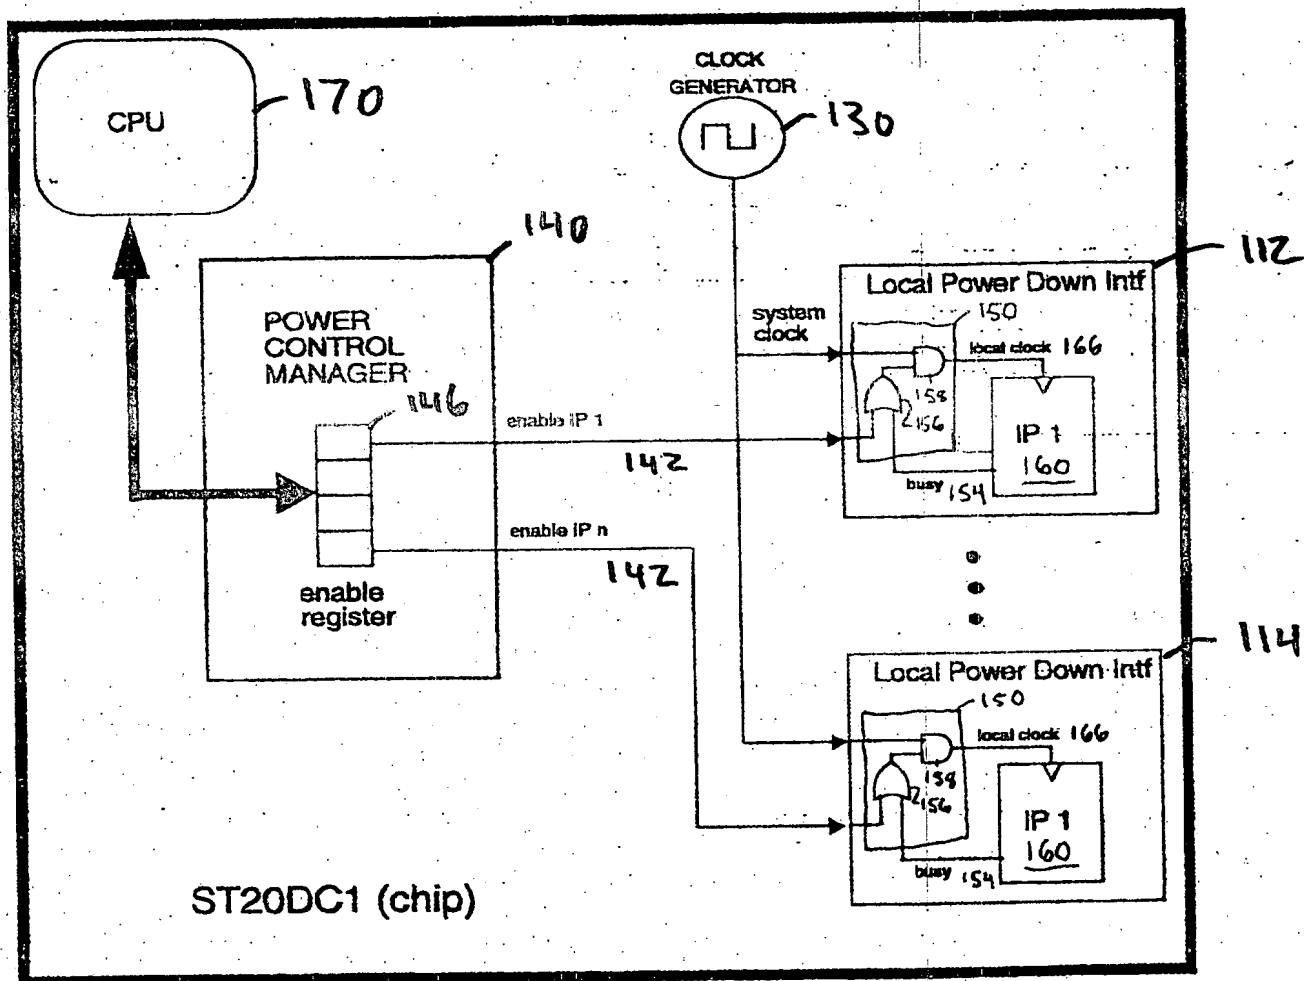 CPU
170
CLOCK
GENERATOR
130
140
POWER
CONTROL
MANAGER
146
enable
register
enable IP 1
142
enable IP n
142
system
clock
112
Local Power Down Intf
150
local clock 166
158
156
IP 1
160
busy 154
114
Local Power Down Intf
150
local clock 166
158
156
IP 1
160
busy 154
ST20DC1 (chip)